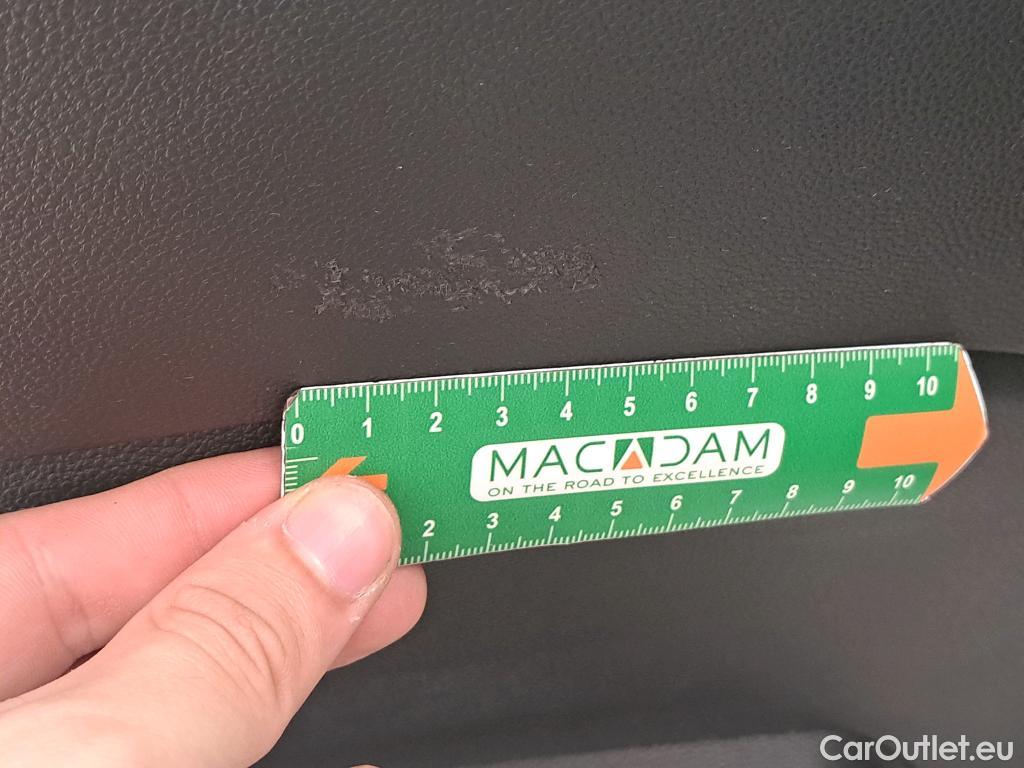 0 1 2 3 4 5 6 7 8 9 10
MACADAM
ON THE ROAD TO EXCELLENCE
2 3 4 5 6 7 8 9 10
CarOutlet.eu